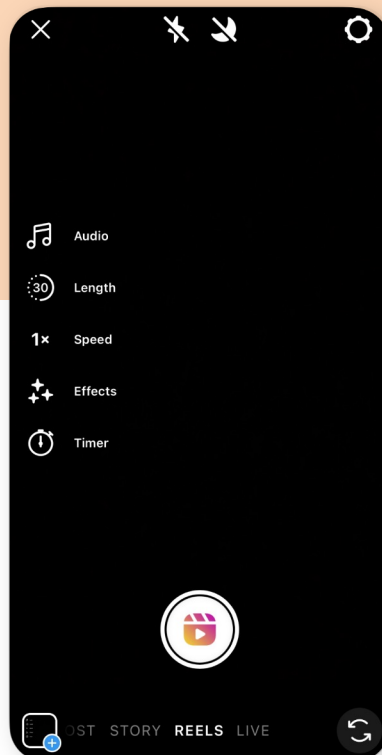 Audio
30 Length
1× Speed
Effects
Timer
OST STORY REELS LIVE